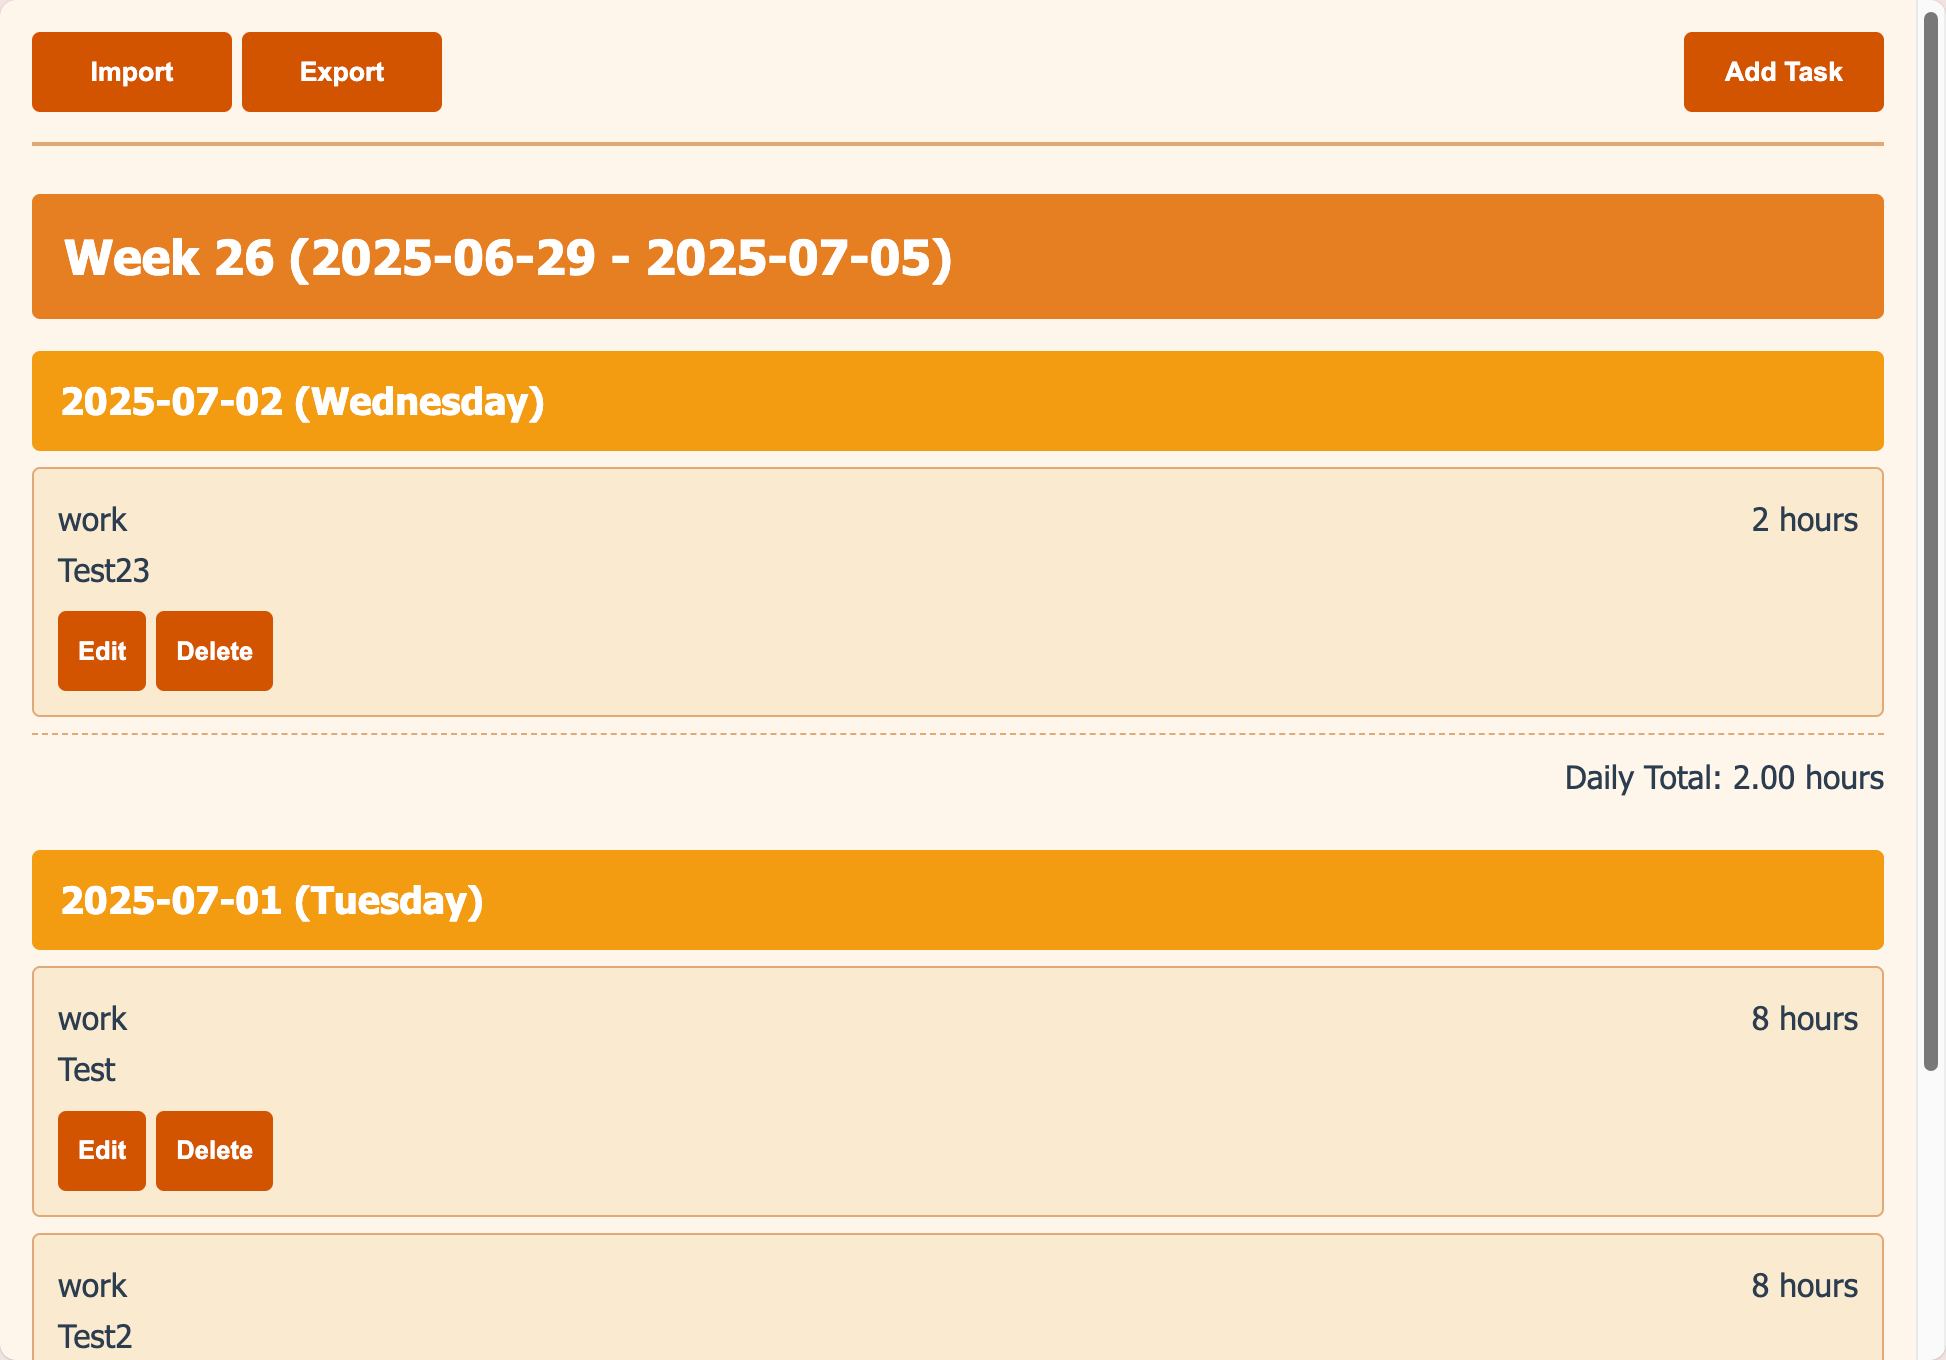 Import Export Add Task
Week 26 (2025-06-29 - 2025-07-05)
2025-07-02 (Wednesday)
work 2 hours
Test23
Edit Delete
Daily Total: 2.00 hours
2025-07-01 (Tuesday)
work 8 hours
Test
Edit Delete
work 8 hours
Test2